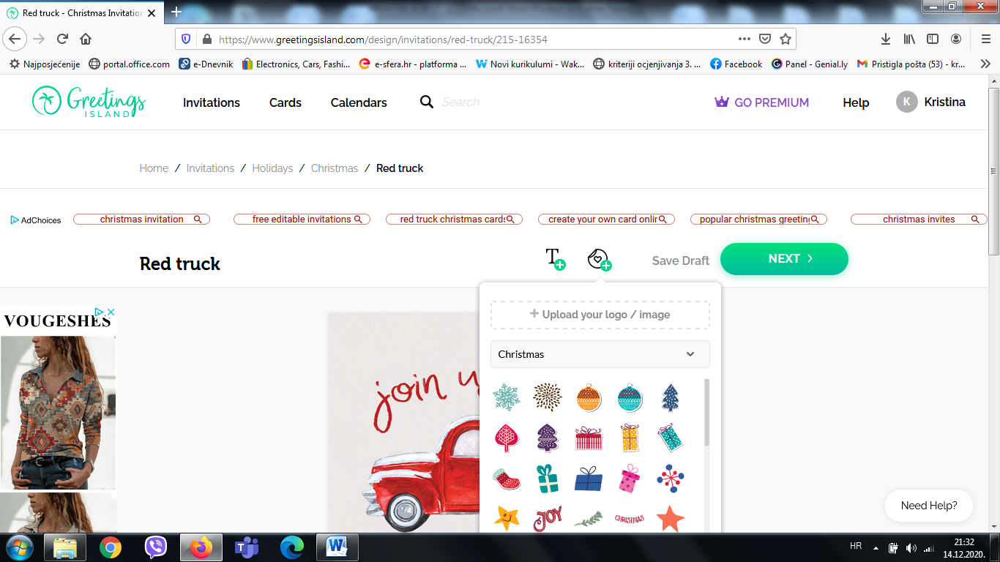 Red truck - Christmas Invitation
https://www.greetingsisland.com/design/invitations/red-truck/215-16354
Najposjećenije
portal.office.com
e-Dnevnik
Electronics, Cars, Fashi...
e-sfera.hr - platforma ...
Novi kurikulumi - Wak...
kriteriji ocjenjivanja 3. ...
Facebook
Panel - Genial.ly
Pristigla pošta (53) - kr...
Greetings
ISLAND
Invitations
Cards
Calendars
Search
GO PREMIUM
Help
K
Kristina
Home / Invitations / Holidays / Christmas / Red truck
AdChoices
christmas invitation
free editable invitations
red truck christmas cards
create your own card onlin
popular christmas greeting
christmas invites
Red truck
T
Save Draft
NEXT
VOUGESHES
Upload your logo / image
Christmas
join
JOY
CHRISTMAS
Need Help?
HR
21:32
14.12.2020.